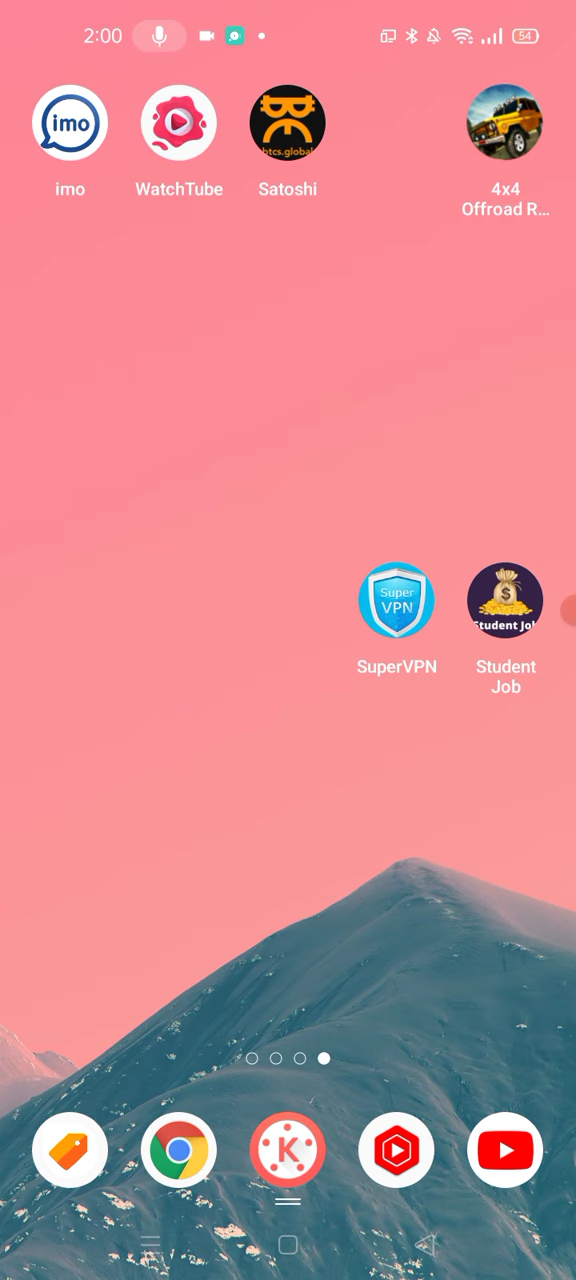 2:00
54
imo
btcs.global
imo
WatchTube
Satoshi
4x4
Offroad R...
Super
VPN
$
Student Job
SuperVPN
Student
Job
K